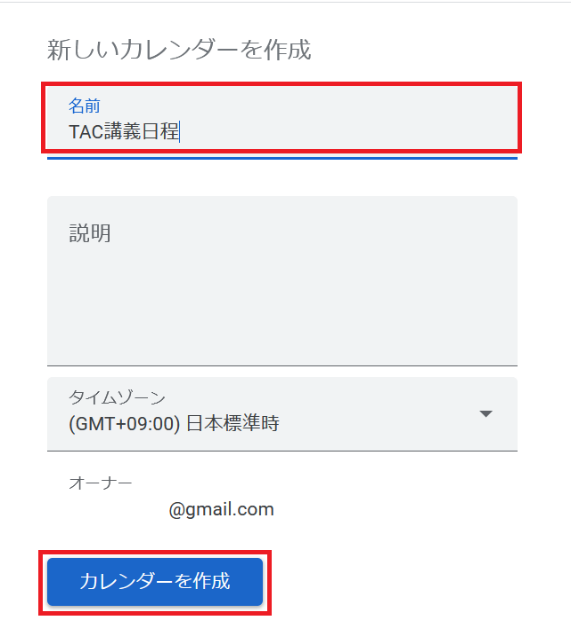 新しいカレンダーを作成
名前
TAC講義日程
説明
タイムゾーン
(GMT+09:00) 日本標準時
オーナー
@gmail.com
カレンダーを作成